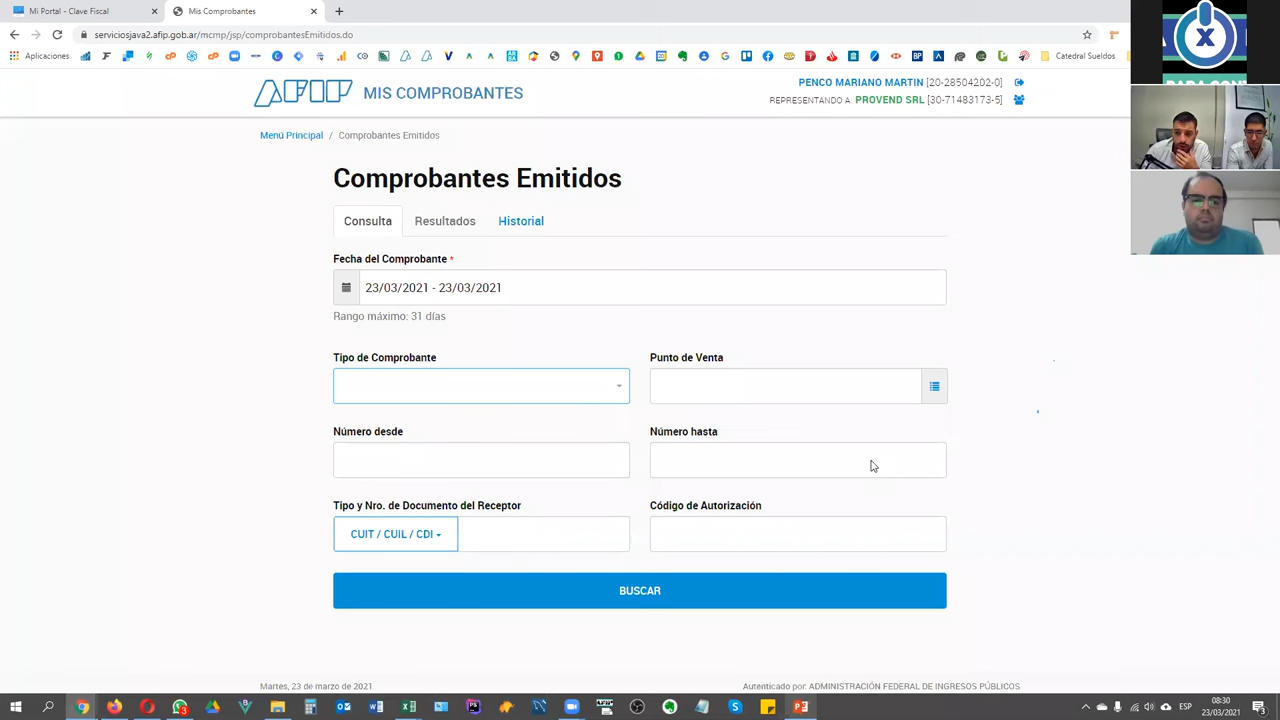 Mi Portal - Clave Fiscal
Mis Comprobantes
serviciosjava2.afip.gob.ar/mcmp/jsp/comprobantesEmitidos.do
Aplicaciones
Catedral Sueldos
AFIP MIS COMPROBANTES
PENCO MARIANO MARTIN [20-28504202-0]
REPRESENTANDO A: PROVEND SRL [30-71483173-5]
Menú Principal / Comprobantes Emitidos
Comprobantes Emitidos
Consulta Resultados Historial
Fecha del Comprobante *
23/03/2021 - 23/03/2021
Rango máximo: 31 días
Tipo de Comprobante Punto de Venta
Número desde Número hasta
Tipo y Nro. de Documento del Receptor Código de Autorización
CUIT / CUIL / CDI
BUSCAR
Martes, 23 de marzo de 2021 Autenticado por: ADMINISTRACIÓN FEDERAL DE INGRESOS PÚBLICOS
ESP
08:30
23/03/2021